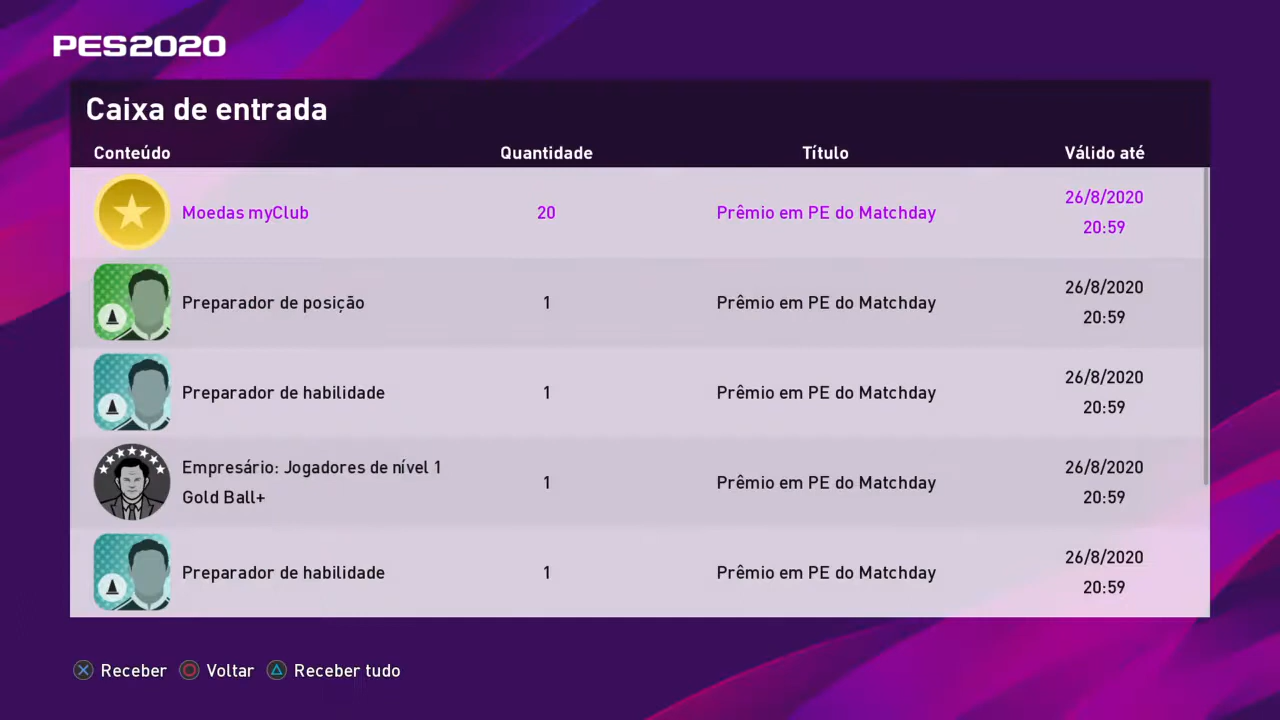 PES2020
Caixa de entrada
Conteúdo Quantidade Título Válido até
Moedas myClub 20 Prêmio em PE do Matchday 26/8/2020
20:59
Preparador de posição 1 Prêmio em PE do Matchday 26/8/2020
20:59
Preparador de habilidade 1 Prêmio em PE do Matchday 26/8/2020
20:59
Empresário: Jogadores de nível 1
Gold Ball+ 1 Prêmio em PE do Matchday 26/8/2020
20:59
Preparador de habilidade 1 Prêmio em PE do Matchday 26/8/2020
20:59
Receber Voltar Receber tudo